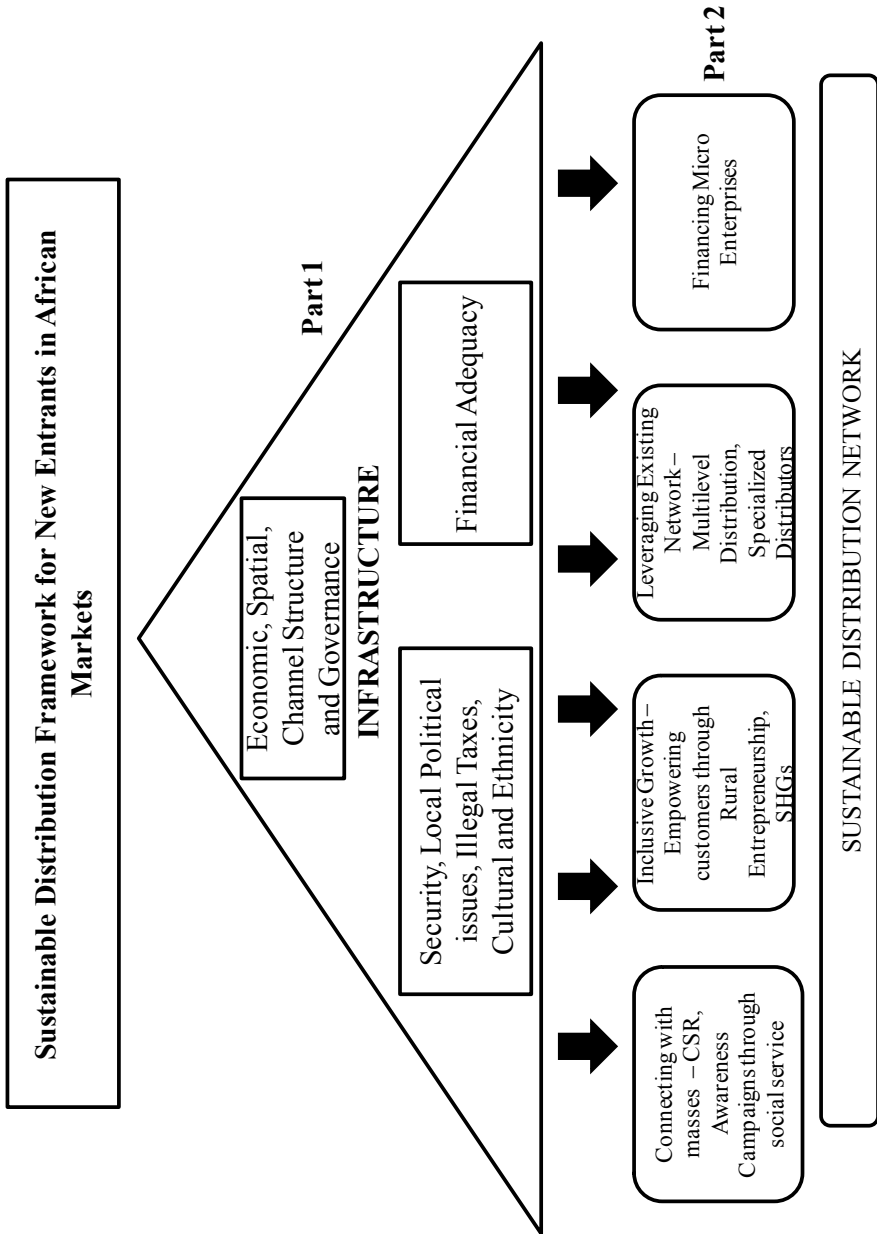 Sustainable Distribution Framework for New Entrants in African
Markets
Part 1
Economic, Spatial,
Channel Structure
and Governance
INFRASTRUCTURE
Security, Local Political
issues, Illegal Taxes,
Cultural and Ethnicity
Financial Adequacy
Part 2
Connecting with
masses – CSR,
Awareness
Campaigns through
social service
Inclusive Growth –
Empowering
customers through
Rural
Entrepreneurship,
SHGs
Leveraging Existing
Network –
Multilevel
Distribution,
Specialized
Distributors
Financing Micro
Enterprises
SUSTAINABLE DISTRIBUTION NETWORK